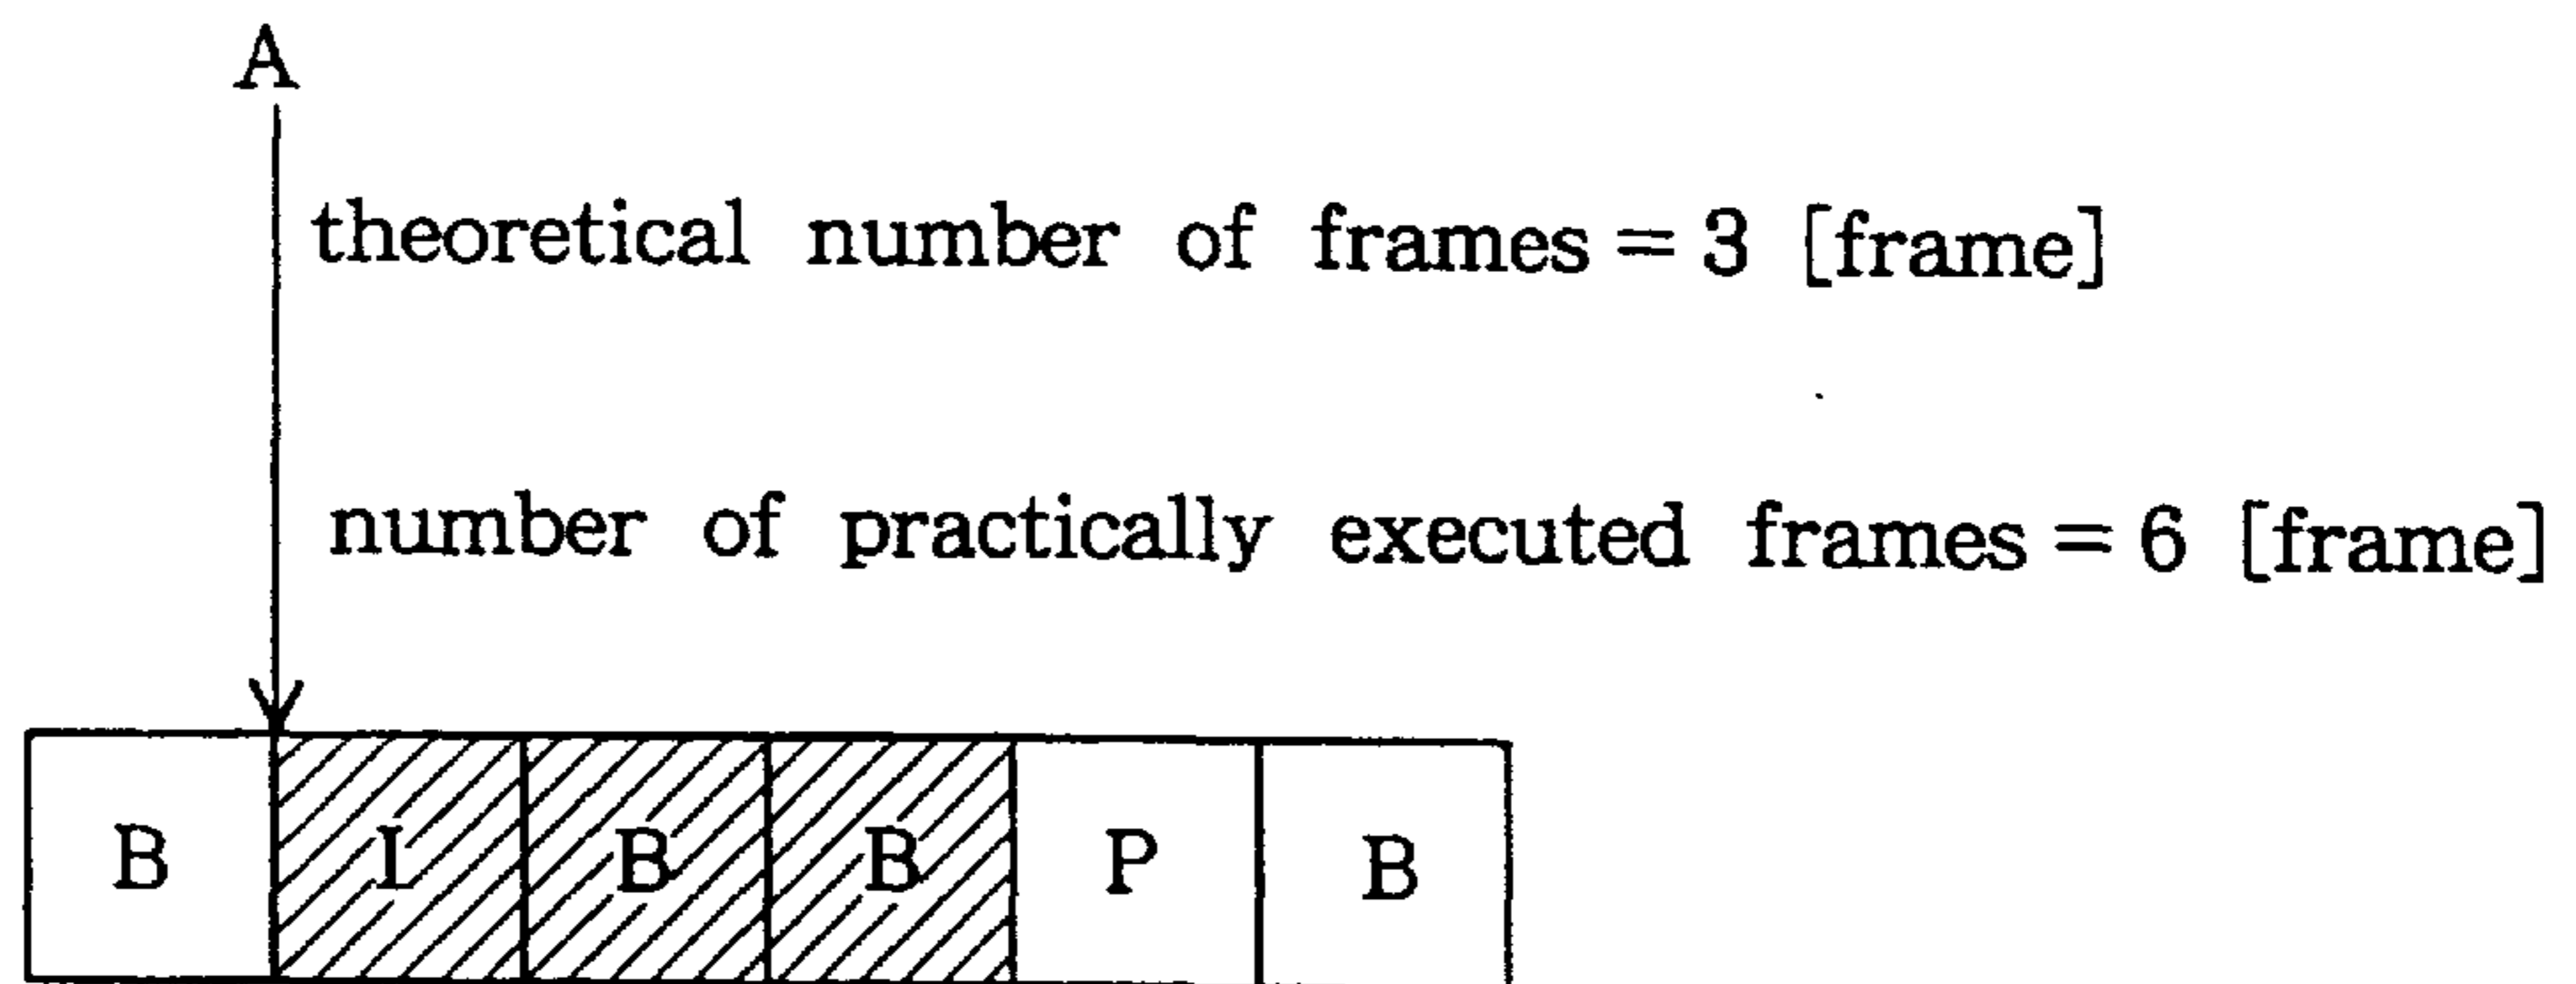 A
theoretical number of frames = 3 [frame]
number of practically executed frames = 6 [frame]
B I B B P B